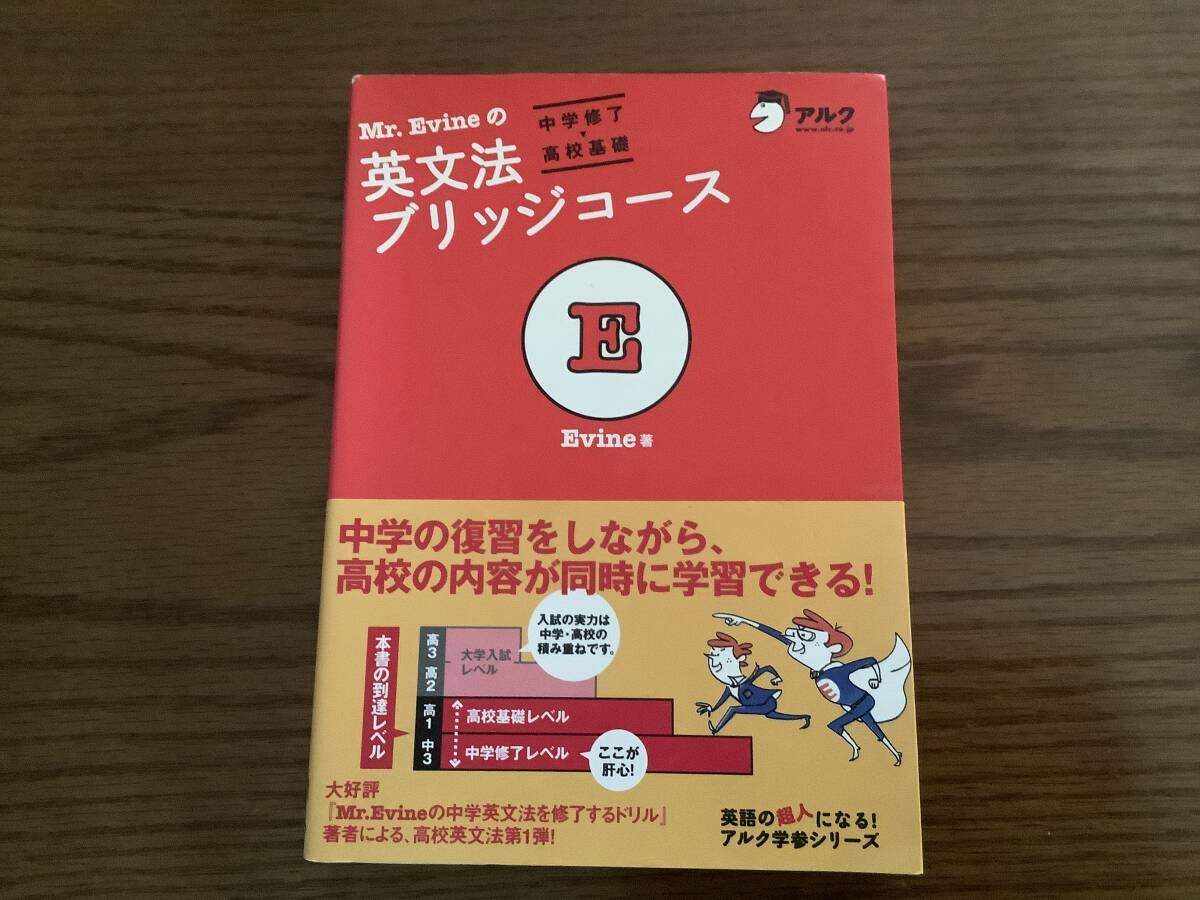 Mr. Evineの
中学修了
高校基礎
英文法
ブリッジコース
アルク
www.alc.co.jp
E
Evine 著
中学の復習をしながら、
高校の内容が同時に学習できる!
本書の到達レベル
高3
高2
高1
中3
大学入試
レベル
入試の実力は
中学・高校の
積み重ねです。
高校基礎レベル
中学修了レベル
ここが
肝心!
E
大好評
『Mr.Evineの中学英文法を修了するドリル』
著者による、高校英文法第1弾!
英語の超人になる!
アルク学参シリーズ